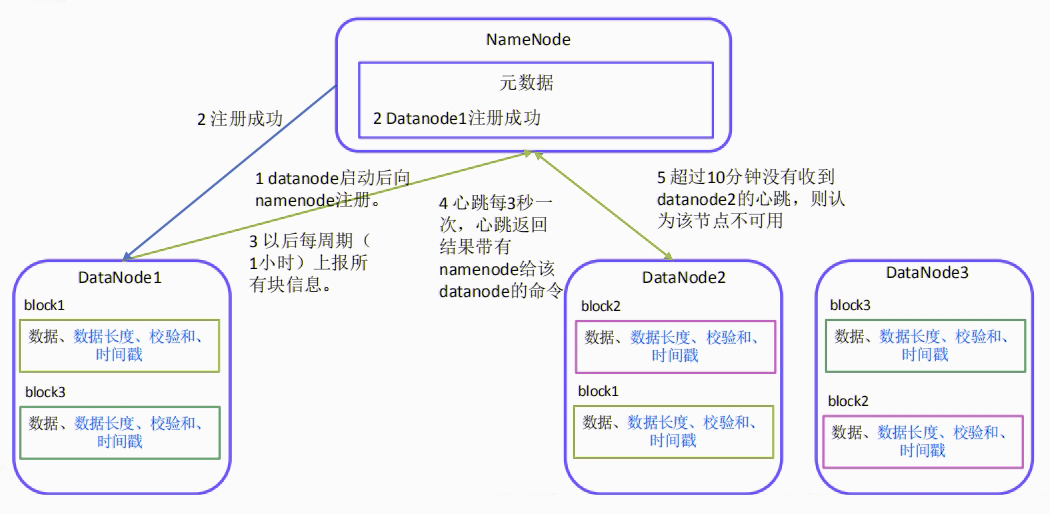 NameNode
元数据
2 Datanode1注册成功
2 注册成功
1 datanode启动后向
namenode注册。
3 以后每周期（
1小时）上报所
有块信息。
4 心跳每3秒一
次，心跳返回
结果带有
namenode给该
datanode的命令
5 超过10分钟没有收到
datanode2的心跳，则认
为该节点不可用
DataNode1
block1
数据、数据长度、校验和、
时间戳
block3
数据、数据长度、校验和、
时间戳
DataNode2
block2
数据、数据长度、校验和、
时间戳
block1
数据、数据长度、校验和、
时间戳
DataNode3
block3
数据、数据长度、校验和、
时间戳
block2
数据、数据长度、校验和、
时间戳